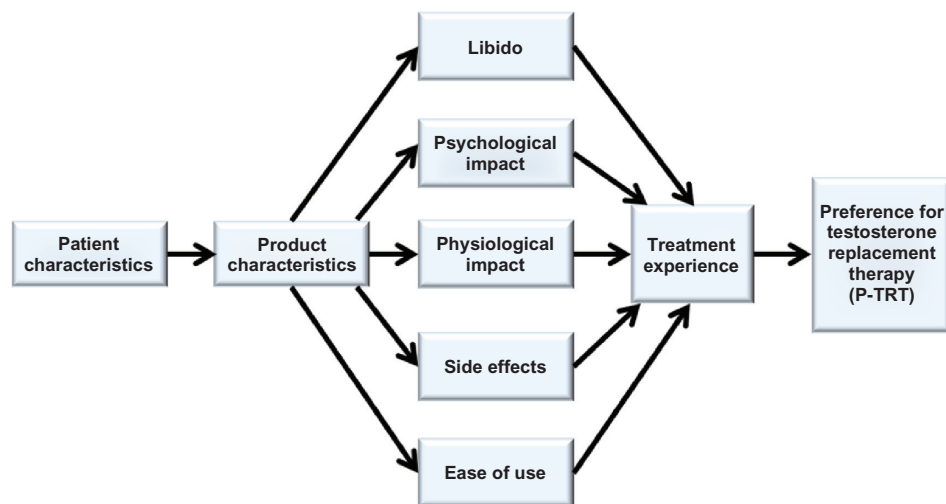 Patient
characteristics
Product
characteristics
Libido
Psychological
impact
Physiological
impact
Side effects
Ease of use
Treatment
experience
Preference for
testosterone
replacement
therapy
(P-TRT)